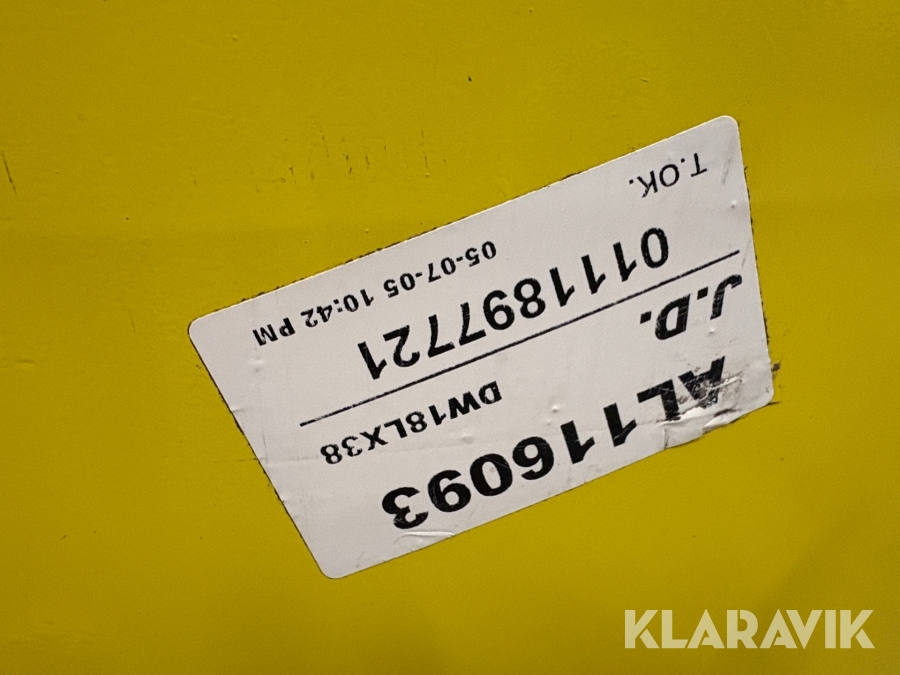 AL116093
J.D. DW18LX38
0111897721
T.OK. 05-07-05 10:42 PM
KLARAVIK